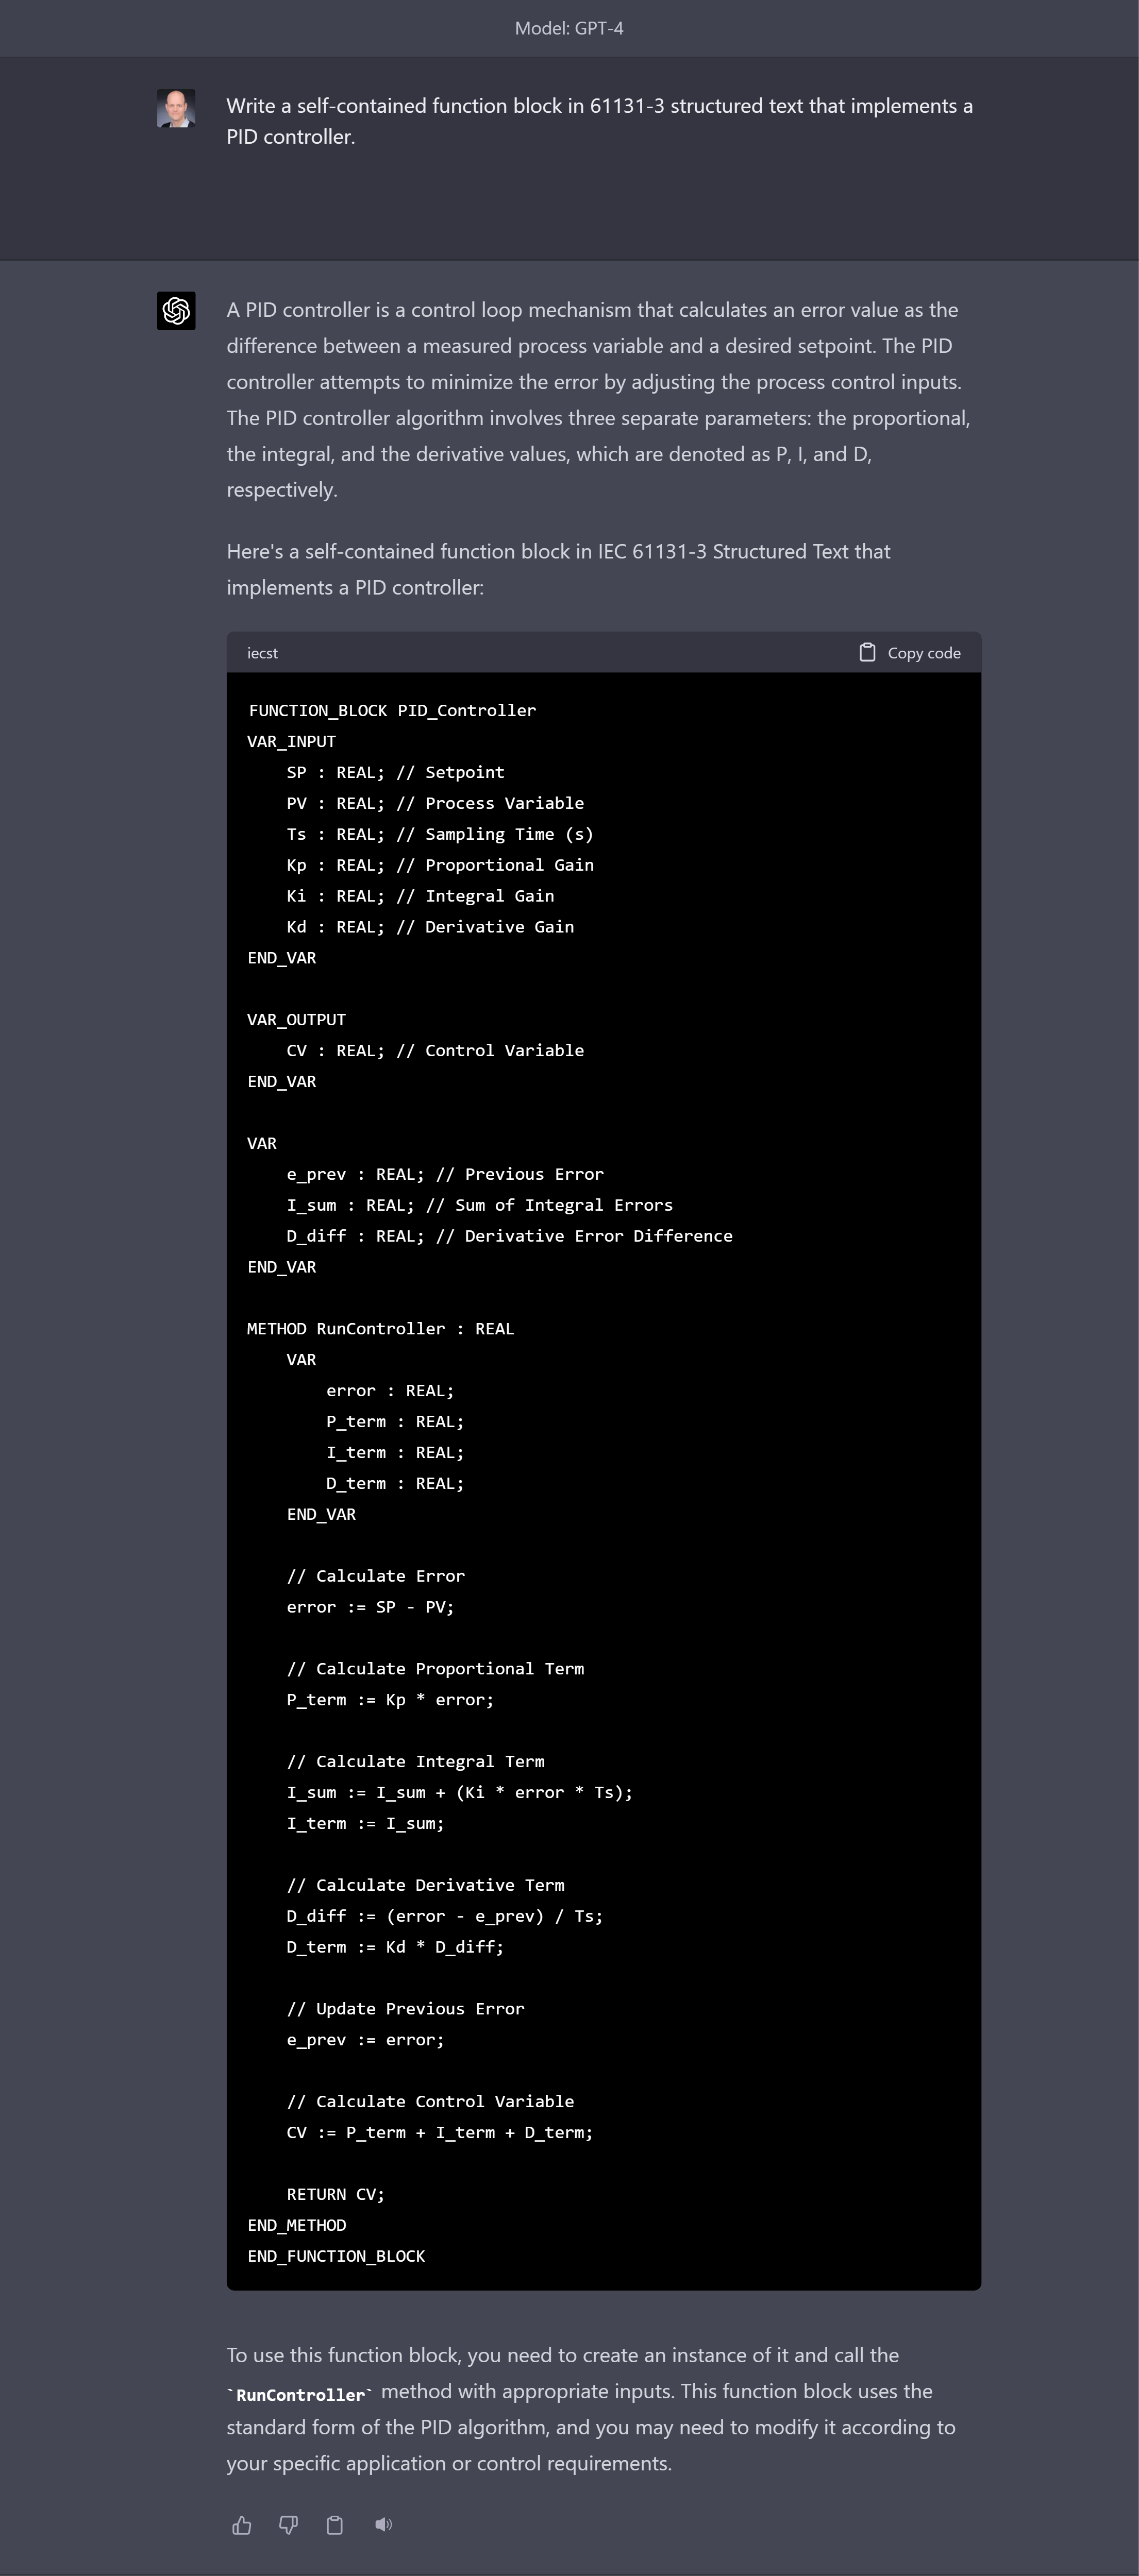 Model: GPT-4
Write a self-contained function block in 61131-3 structured text that implements a
PID controller.
A PID controller is a control loop mechanism that calculates an error value as the
difference between a measured process variable and a desired setpoint. The PID
controller attempts to minimize the error by adjusting the process control inputs.
The PID controller algorithm involves three separate parameters: the proportional,
the integral, and the derivative values, which are denoted as P, I, and D,
respectively.
Here's a self-contained function block in IEC 61131-3 Structured Text that
implements a PID controller:
iecst Copy code
FUNCTION_BLOCK PID_Controller
VAR_INPUT
    SP : REAL; // Setpoint
    PV : REAL; // Process Variable
    Ts : REAL; // Sampling Time (s)
    Kp : REAL; // Proportional Gain
    Ki : REAL; // Integral Gain
    Kd : REAL; // Derivative Gain
END_VAR
VAR_OUTPUT
    CV : REAL; // Control Variable
END_VAR
VAR
    e_prev : REAL; // Previous Error
    I_sum : REAL; // Sum of Integral Errors
    D_diff : REAL; // Derivative Error Difference
END_VAR
METHOD RunController : REAL
    VAR
        error : REAL;
        P_term : REAL;
        I_term : REAL;
        D_term : REAL;
    END_VAR
    // Calculate Error
    error := SP - PV;
    // Calculate Proportional Term
    P_term := Kp * error;
    // Calculate Integral Term
    I_sum := I_sum + (Ki * error * Ts);
    I_term := I_sum;
    // Calculate Derivative Term
    D_diff := (error - e_prev) / Ts;
    D_term := Kd * D_diff;
    // Update Previous Error
    e_prev := error;
    // Calculate Control Variable
    CV := P_term + I_term + D_term;
    RETURN CV;
END_METHOD
END_FUNCTION_BLOCK
To use this function block, you need to create an instance of it and call the
`RunController` method with appropriate inputs. This function block uses the
standard form of the PID algorithm, and you may need to modify it according to
your specific application or control requirements.